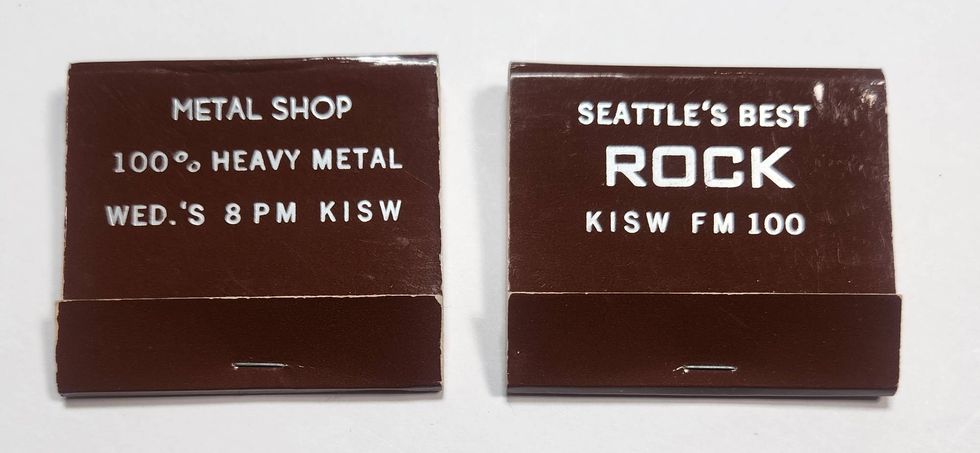 METAL SHOP
100% HEAVY METAL
WED.'S 8 PM KISW
SEATTLE'S BEST
ROCK
KISW FM 100